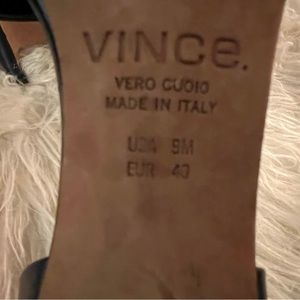 VINCe.
VERO CUOIO
MADE IN ITALY
USA 9M
EUR 40